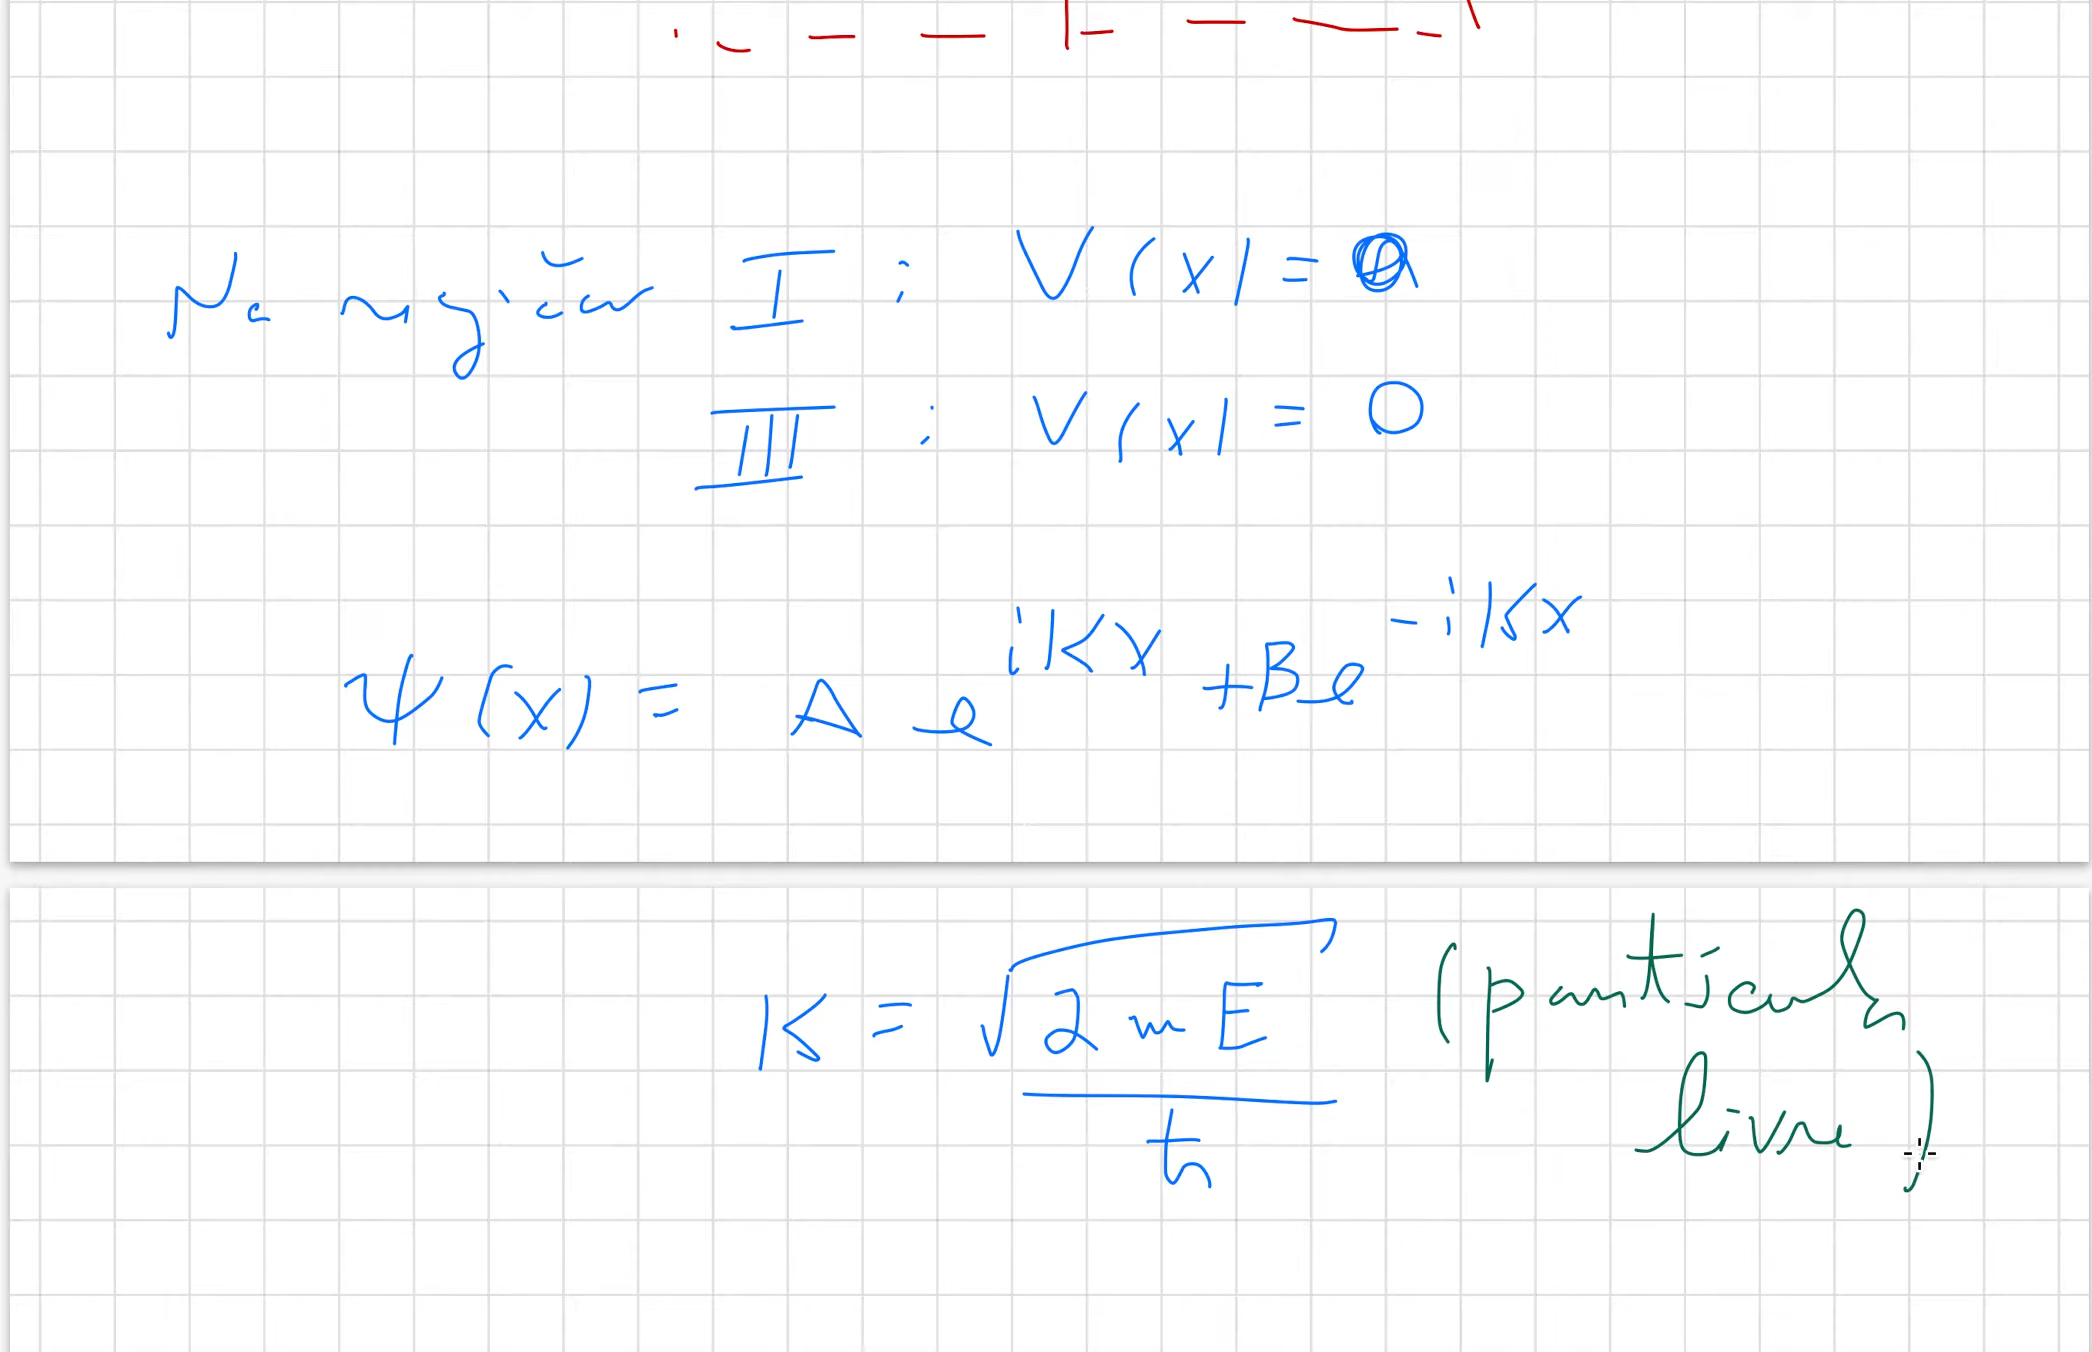 Na região I : V(x) = 0
III : V(x) = 0
ψ(x) = A e^{iKx} + B e^{-iKx}
K = √(2mE) / ħ (partícula
livre)